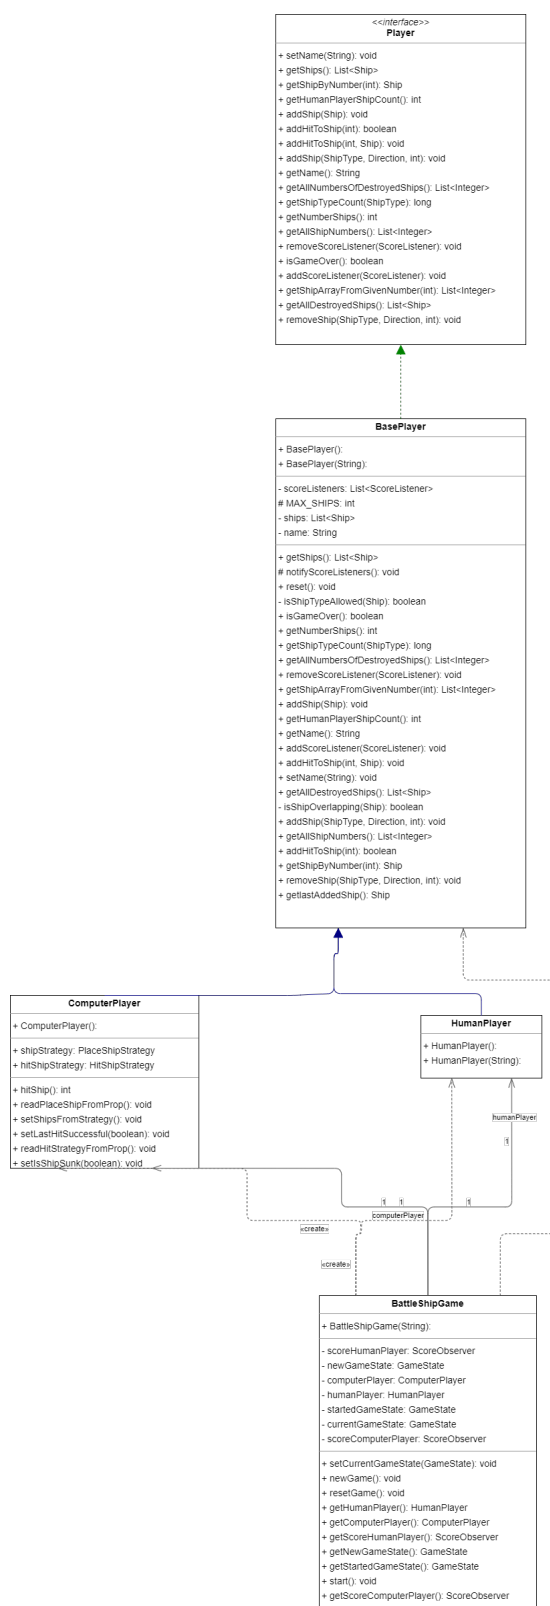 <<interface>>
Player
+ setName(String): void
+ getShips(): List<Ship>
+ getShipByNumber(int): Ship
+ getHumanPlayerShipCount(): int
+ addShip(Ship): void
+ addHitToShip(int): boolean
+ addHitToShip(int, Ship): void
+ addShip(ShipType, Direction, int): void
+ getName(): String
+ getAllNumbersOfDestroyedShips(): List<Integer>
+ getShipTypeCount(ShipType): long
+ getNumberShips(): int
+ getAllShipNumbers(): List<Integer>
+ removeScoreListener(ScoreListener): void
+ isGameOver(): boolean
+ addScoreListener(ScoreListener): void
+ getShipArrayFromGivenNumber(int): List<Integer>
+ getAllDestroyedShips(): List<Ship>
+ removeShip(ShipType, Direction, int): void
BasePlayer
+ BasePlayer():
+ BasePlayer(String):
- scoreListeners: List<ScoreListener>
# MAX_SHIPS: int
- ships: List<Ship>
- name: String
+ getShips(): List<Ship>
# notifyScoreListeners(): void
+ reset(): void
- isShipTypeAllowed(Ship): boolean
+ isGameOver(): boolean
+ getNumberShips(): int
+ getShipTypeCount(ShipType): long
+ getAllNumbersOfDestroyedShips(): List<Integer>
+ removeScoreListener(ScoreListener): void
+ getShipArrayFromGivenNumber(int): List<Integer>
+ addShip(Ship): void
+ getHumanPlayerShipCount(): int
+ getName(): String
+ addScoreListener(ScoreListener): void
+ addHitToShip(int, Ship): void
+ setName(String): void
+ getAllDestroyedShips(): List<Ship>
- isShipOverlapping(Ship): boolean
+ addShip(ShipType, Direction, int): void
+ getAllShipNumbers(): List<Integer>
+ addHitToShip(int): boolean
+ getShipByNumber(int): Ship
+ removeShip(ShipType, Direction, int): void
+ getlastAddedShip(): Ship
ComputerPlayer
+ ComputerPlayer():
+ shipStrategy: PlaceShipStrategy
+ hitShipStrategy: HitShipStrategy
+ hitShip(): int
+ readPlaceShipFromProp(): void
+ setShipsFromStrategy(): void
+ setLastHitSuccessful(boolean): void
+ readHitStrategyFromProp(): void
+ setIsShipSunk(boolean): void
HumanPlayer
+ HumanPlayer():
+ HumanPlayer(String):
humanPlayer
1
1 1 1
computerPlayer
«create»
«create»
BattleShipGame
+ BattleShipGame(String):
- scoreHumanPlayer: ScoreObserver
- newGameState: GameState
- computerPlayer: ComputerPlayer
- humanPlayer: HumanPlayer
- startedGameState: GameState
- currentGameState: GameState
- scoreComputerPlayer: ScoreObserver
+ setCurrentGameState(GameState): void
+ newGame(): void
+ resetGame(): void
+ getHumanPlayer(): HumanPlayer
+ getComputerPlayer(): ComputerPlayer
+ getScoreHumanPlayer(): ScoreObserver
+ getNewGameState(): GameState
+ getStartedGameState(): GameState
+ start(): void
+ getScoreComputerPlayer(): ScoreObserver